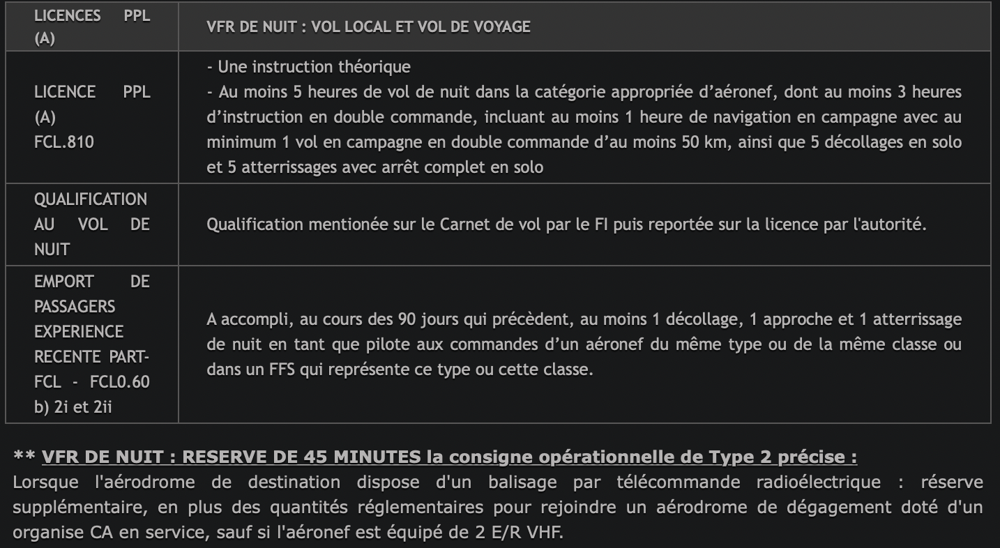 LICENCES PPL
(A)
VFR DE NUIT : VOL LOCAL ET VOL DE VOYAGE
LICENCE PPL
(A)
FCL.810
- Une instruction théorique
- Au moins 5 heures de vol de nuit dans la catégorie appropriée d’aéronef, dont au moins 3 heures
d’instruction en double commande, incluant au moins 1 heure de navigation en campagne avec au
minimum 1 vol en campagne en double commande d’au moins 50 km, ainsi que 5 décollages en solo
et 5 atterrissages avec arrêt complet en solo
QUALIFICATION
AU VOL DE
NUIT
Qualification mentionée sur le Carnet de vol par le FI puis reportée sur la licence par l'autorité.
EMPORT DE
PASSAGERS
EXPERIENCE
RECENTE PART-
FCL - FCL0.60
b) 2i et 2ii
A accompli, au cours des 90 jours qui précèdent, au moins 1 décollage, 1 approche et 1 atterrissage
de nuit en tant que pilote aux commandes d’un aéronef du même type ou de la même classe ou
dans un FFS qui représente ce type ou cette classe.
** VFR DE NUIT : RESERVE DE 45 MINUTES la consigne opérationnelle de Type 2 précise :
Lorsque l'aérodrome de destination dispose d'un balisage par télécommande radioélectrique : réserve
supplémentaire, en plus des quantités réglementaires pour rejoindre un aérodrome de dégagement doté d'un
organise CA en service, sauf si l'aéronef est équipé de 2 E/R VHF.